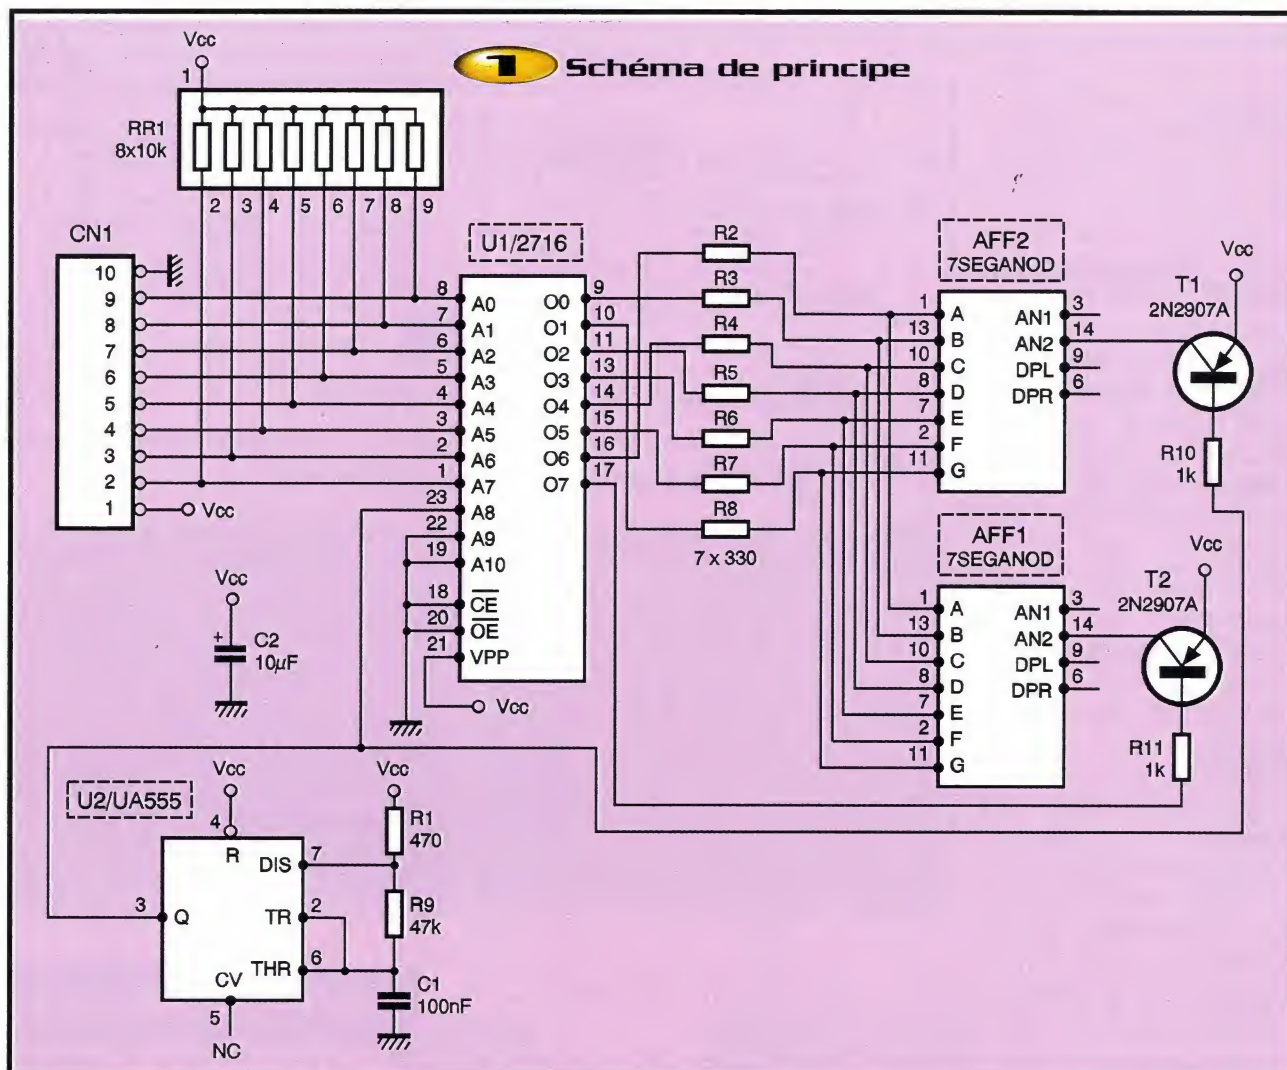 1 Schéma de principe
Vcc
1
RR1
8x10k
2 3 4 5 6 7 8 9
CN1
10
9
8
7
6
5
4
3
2
1
Vcc
U1/2716
8 A0
7 A1
6 A2
5 A3
4 A4
3 A5
2 A6
1 A7
23 A8
22 A9
19 A10
18 CE
20 OE
21 VPP
Vcc
O0 9
O1 10
O2 11
O3 13
O4 14
O5 15
O6 16
O7 17
R2
R3
R4
R5
R6
R7
R8
7 x 330
AFF2
7SEGANOD
1 A
13 B
10 C
8 D
7 E
2 F
11 G
AN1 3
AN2 14
DPL 9
DPR 6
Vcc
T1
2N2907A
R10
1k
AFF1
7SEGANOD
1 A
13 B
10 C
8 D
7 E
2 F
11 G
AN1 3
AN2 14
DPL 9
DPR 6
Vcc
T2
2N2907A
R11
1k
Vcc
+
C2
10µF
U2/UA555
Vcc
4
R
DIS 7
3 Q
TR 2
THR 6
CV
5
NC
Vcc
R1
470
R9
47k
C1
100nF